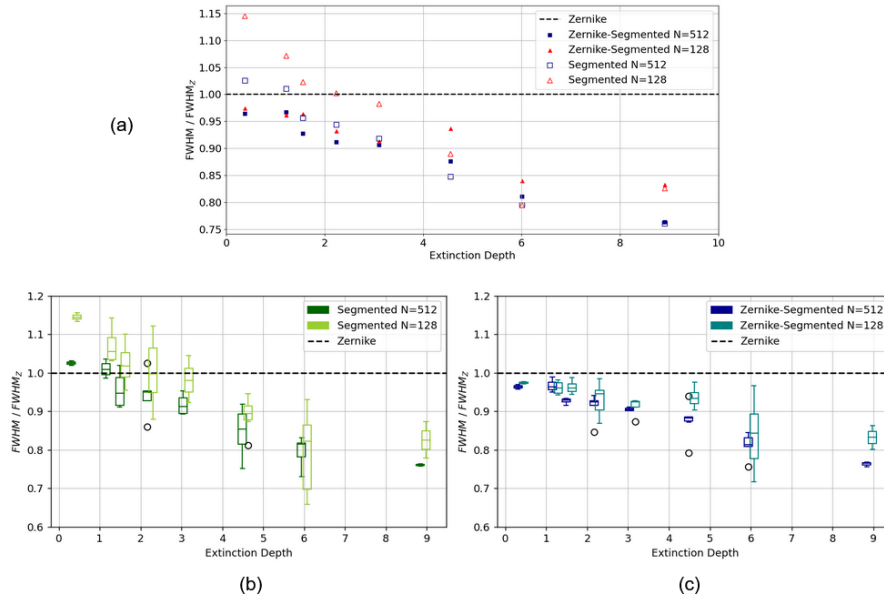 1.15
1.10
1.05
1.00
0.95
0.90
0.85
0.80
0.75
FWHM / FWHM_Z
Zernike
Zernike-Segmented N=512
Zernike-Segmented N=128
Segmented N=512
Segmented N=128
(a)
0 2 4 6 8 10
Extinction Depth
1.2
1.1
1.0
0.9
0.8
0.7
0.6
FWHM / FWHM_Z
Segmented N=512
Segmented N=128
Zernike
0 1 2 3 4 5 6 7 8 9
Extinction Depth
(b)
1.2
1.1
1.0
0.9
0.8
0.7
0.6
FWHM / FWHM_Z
Zernike-Segmented N=512
Zernike-Segmented N=128
Zernike
0 1 2 3 4 5 6 7 8 9
Extinction Depth
(c)